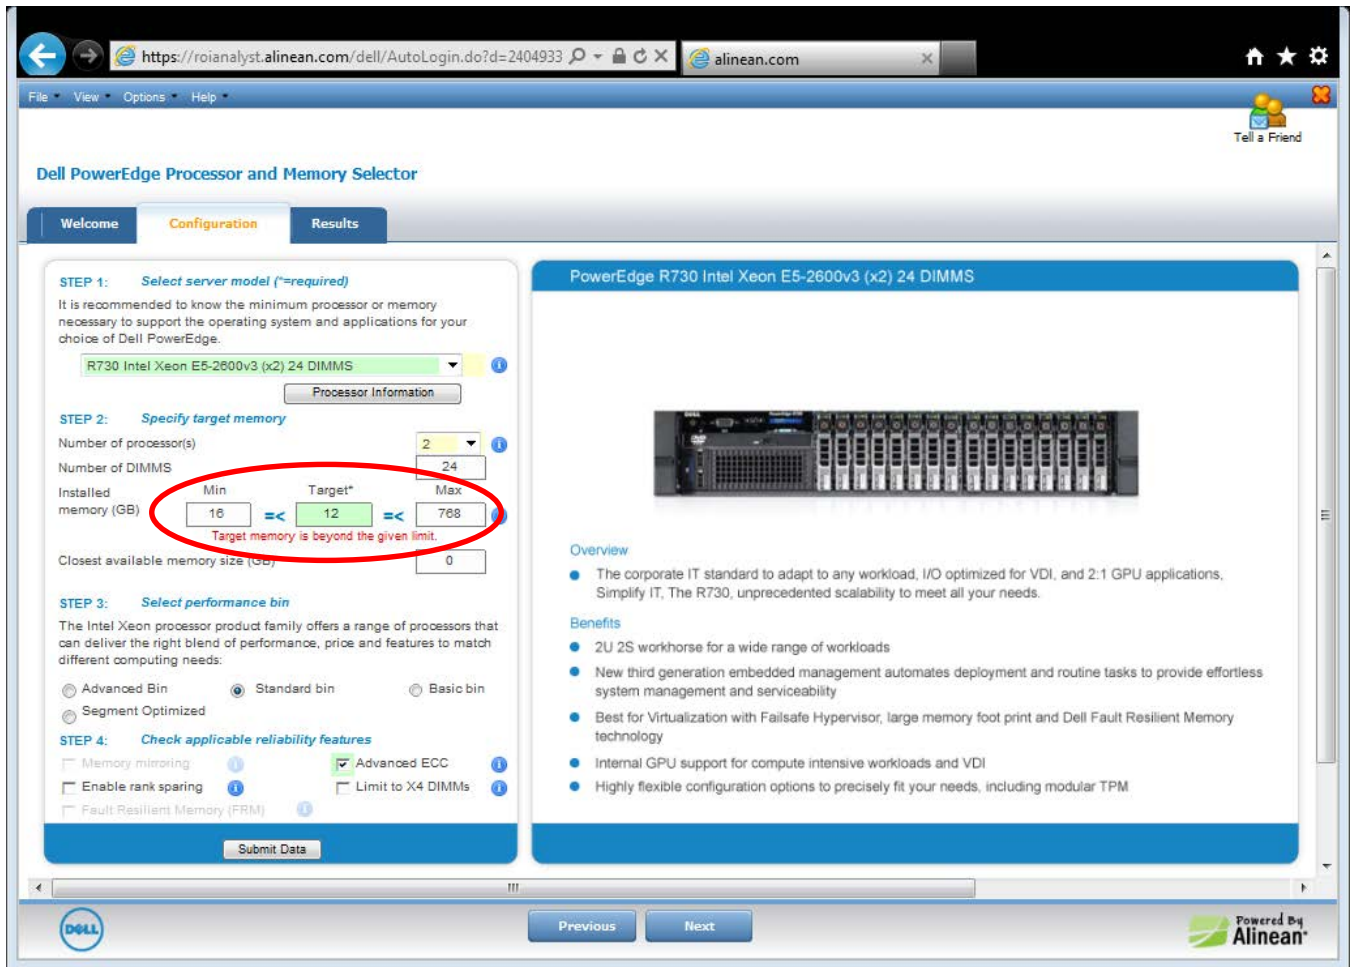 https://roianalyst.alinean.com/dell/AutoLogin.do?d=2404933
alinean.com
File View Options Help
Tell a Friend
Dell PowerEdge Processor and Memory Selector
Welcome Configuration Results
STEP 1: Select server model (*=required)
It is recommended to know the minimum processor or memory
necessary to support the operating system and applications for your
choice of Dell PowerEdge.
R730 Intel Xeon E5-2600v3 (x2) 24 DIMMS
Processor Information
STEP 2: Specify target memory
Number of processor(s) 2
Number of DIMMS 24
Installed
memory (GB)
Min Target* Max
16 =< 12 =< 768
Target memory is beyond the given limit.
Closest available memory size (GB) 0
STEP 3: Select performance bin
The Intel Xeon processor product family offers a range of processors that
can deliver the right blend of performance, price and features to match
different computing needs:
Advanced Bin Standard bin Basic bin
Segment Optimized
STEP 4: Check applicable reliability features
Memory mirroring Advanced ECC
Enable rank sparing Limit to X4 DIMMs
Fault Resilient Memory (FRM)
Submit Data
PowerEdge R730 Intel Xeon E5-2600v3 (x2) 24 DIMMS
Overview
The corporate IT standard to adapt to any workload, I/O optimized for VDI, and 2:1 GPU applications,
Simplify IT, The R730, unprecedented scalability to meet all your needs.
Benefits
2U 2S workhorse for a wide range of workloads
New third generation embedded management automates deployment and routine tasks to provide effortless
system management and serviceability
Best for Virtualization with Failsafe Hypervisor, large memory foot print and Dell Fault Resilient Memory
technology
Internal GPU support for compute intensive workloads and VDI
Highly flexible configuration options to precisely fit your needs, including modular TPM
DELL
Previous Next
Powered By
Alinean